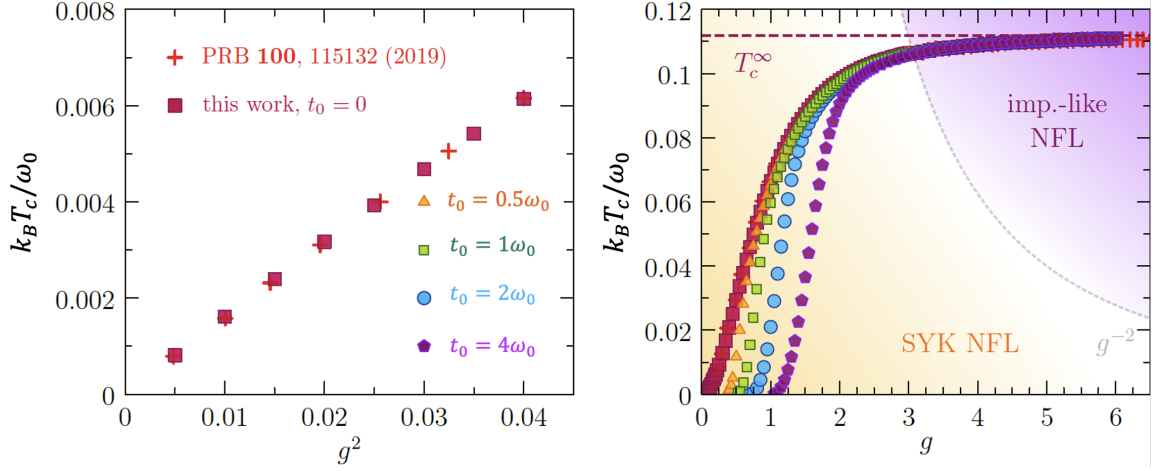 0.008
0.006
0.004
0.002
0
0
0.01
0.02
0.03
0.04
g²
k_BT_c/ω₀
PRB 100, 115132 (2019)
this work, t₀ = 0
t₀ = 0.5ω₀
t₀ = 1ω₀
t₀ = 2ω₀
t₀ = 4ω₀
0.12
0.1
0.08
0.06
0.04
0.02
0
0
1
2
3
4
5
6
g
k_BT_c/ω₀
T_c^∞
imp.-like
NFL
SYK NFL
g⁻²